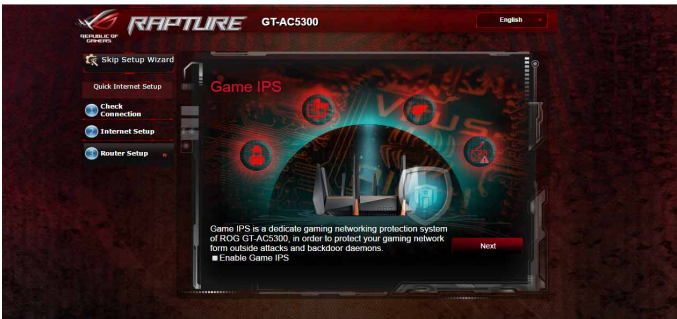 REPUBLIC OF
GAMERS
RAPTURE
GT-AC5300
English
Skip Setup Wizard
Quick Internet Setup
Check
Connection
Internet Setup
Router Setup
Game IPS
Game IPS is a dedicate gaming networking protection system
of ROG GT-AC5300, in order to protect your gaming network
form outside attacks and backdoor daemons.
Enable Game IPS
Next